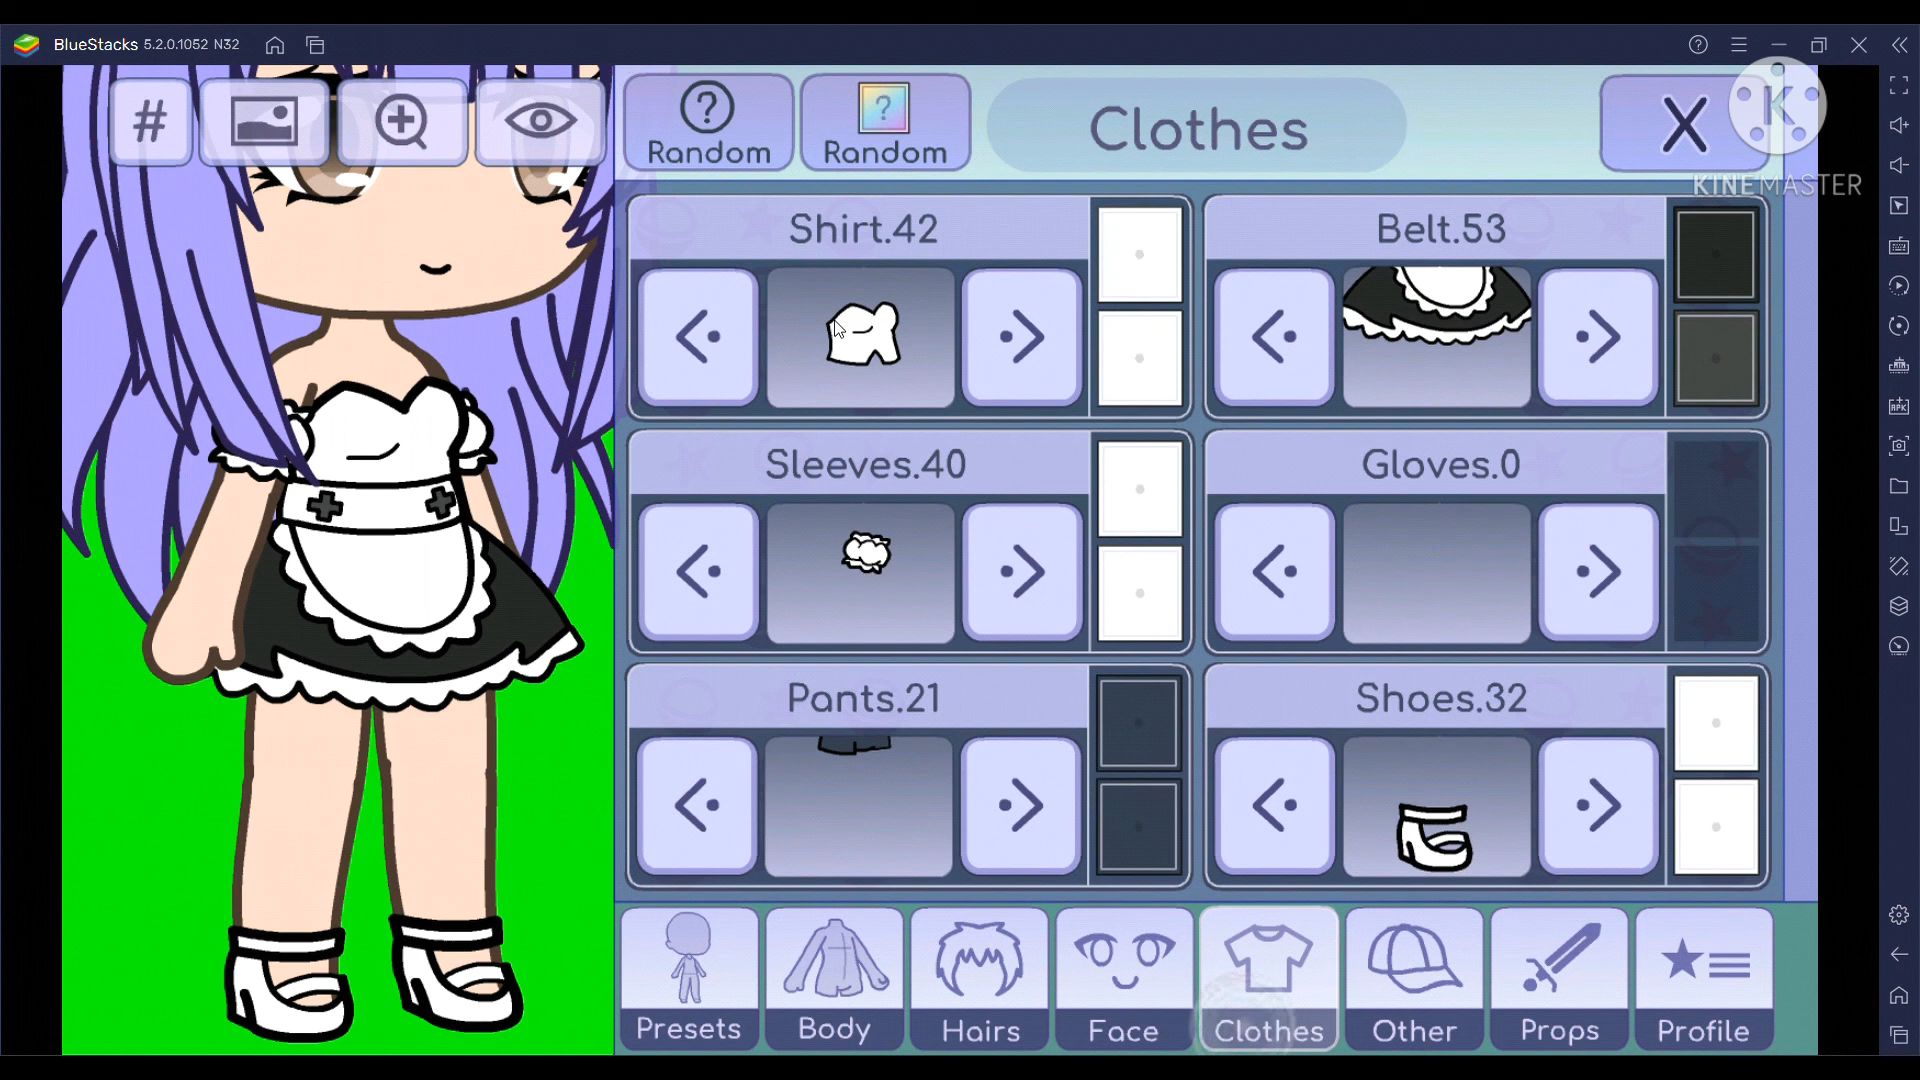 BlueStacks 5.2.0.1052 N32
#
? Random
? Random
Clothes
X
K
KINEMASTER
Shirt.42
Belt.53
Sleeves.40
Gloves.0
Pants.21
Shoes.32
Presets
Body
Hairs
Face
Clothes
Other
Props
Profile